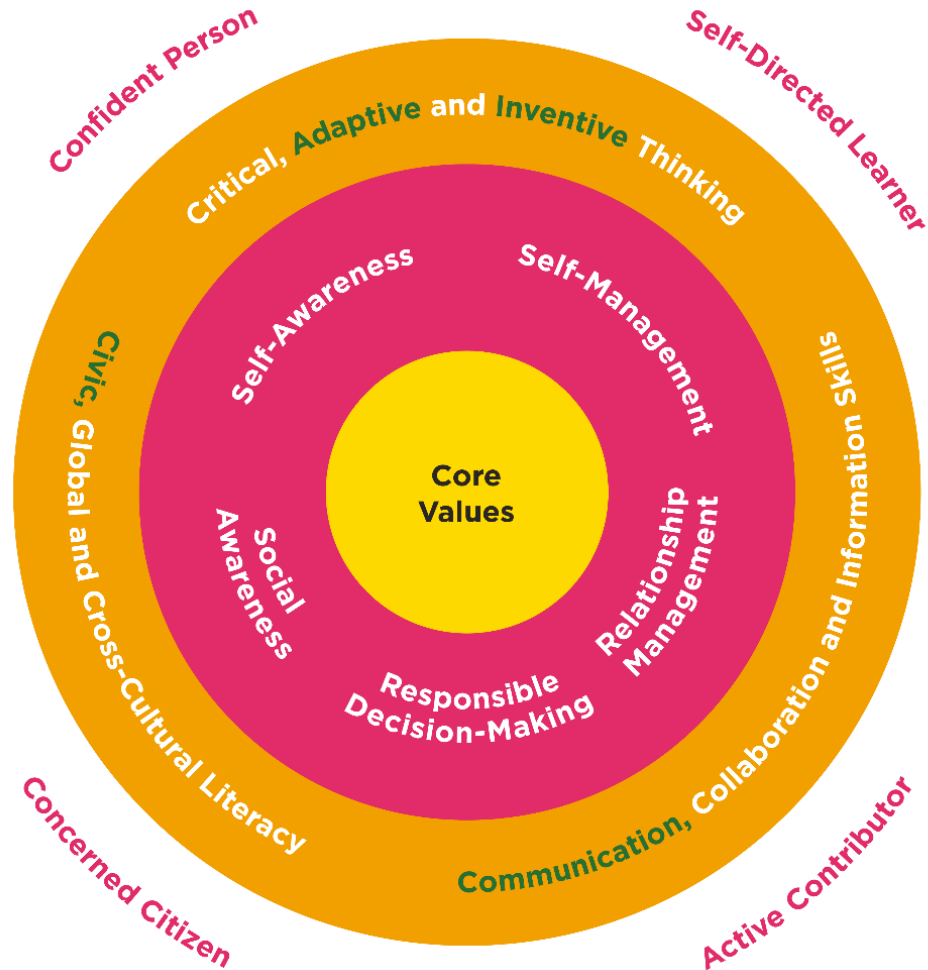 Confident Person
Self-Directed Learner
Critical, Adaptive and Inventive Thinking
Self-Awareness
Self-Management
Civic, Global and Cross-Cultural Literacy
Core
Values
Communication, Collaboration and Information Skills
Social
Awareness
Relationship
Management
Responsible
Decision-Making
Concerned Citizen
Active Contributor